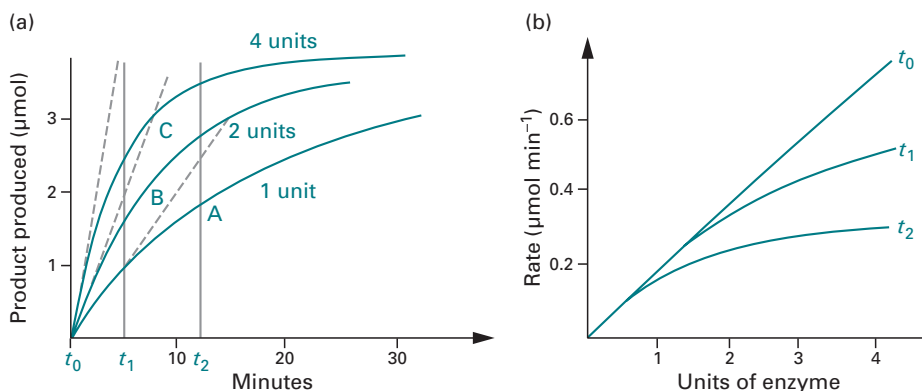 (a)
Product produced (μmol)
3
2
1
4 units
2 units
1 unit
C
B
A
t0 t1 10 t2 20 30
Minutes
(b)
Rate (μmol min⁻¹)
0.6
0.4
0.2
t0
t1
t2
1 2 3 4
Units of enzyme